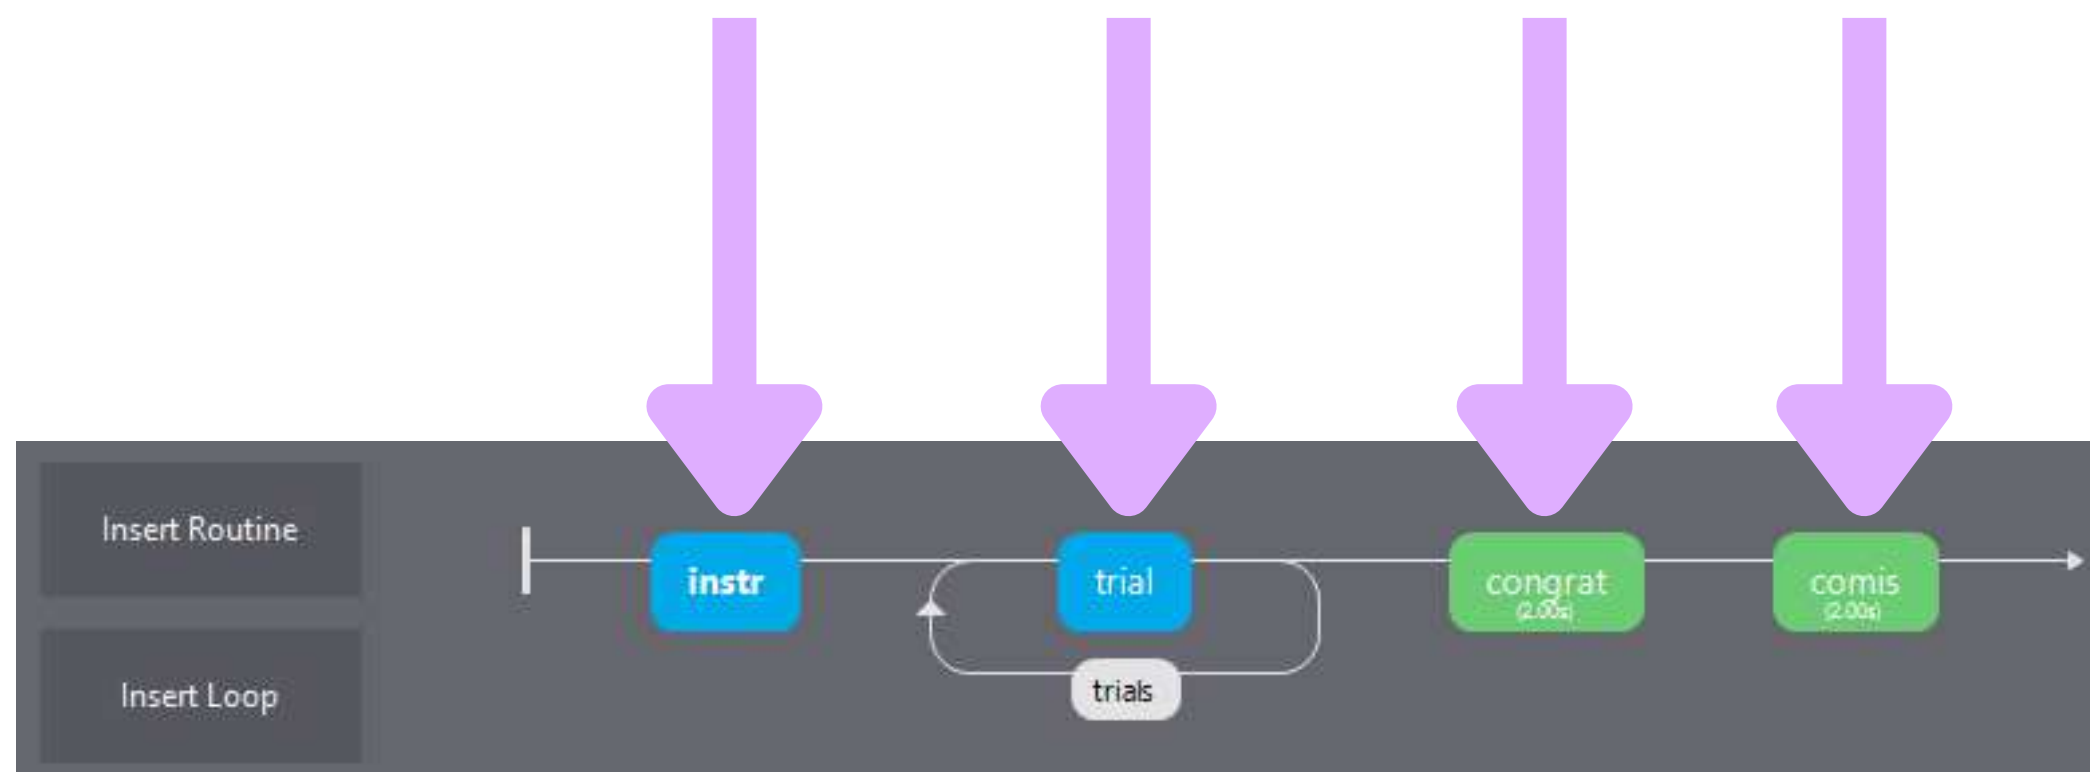 Insert Routine
Insert Loop
instr
trial
trials
congrat
(2.00s)
comis
(2.00s)